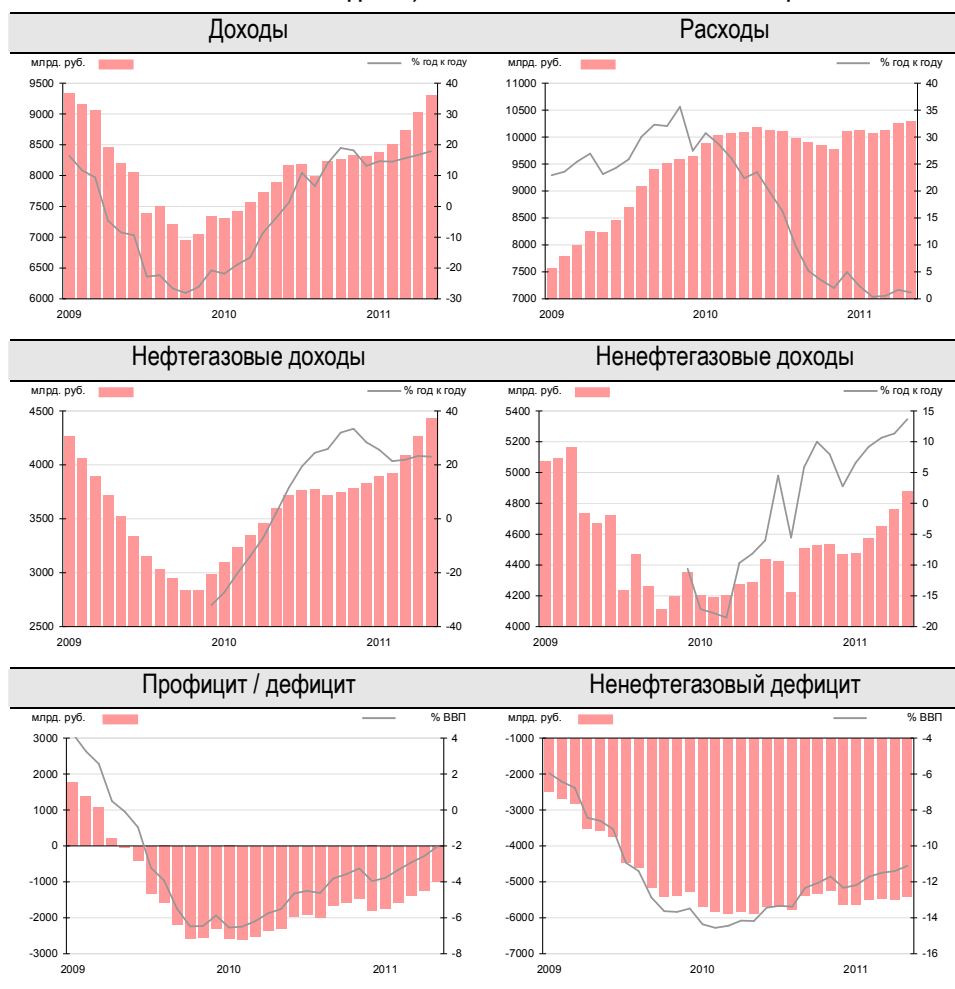 Доходы
Расходы
млрд. руб. % год к году
9500 40
9000 30
8500 20
8000 10
7500 0
7000 -10
6500 -20
6000 -30
2009 2010 2011
млрд. руб. % год к году
11000 40
10500 35
10000 30
9500 25
9000 20
8500 15
8000 10
7500 5
7000 0
2009 2010 2011
Нефтегазовые доходы
Ненефтегазовые доходы
млрд. руб. % год к году
4500 40
4000 20
3500 0
3000 -20
2500 -40
2009 2010 2011
млрд. руб. % год к году
5400 15
5200 10
5000 5
4800 0
4600 -5
4400 -10
4200 -15
4000 -20
2009 2010 2011
Профицит / дефицит
Ненефтегазовый дефицит
млрд. руб. % ВВП
3000 4
2000 2
1000 0
0 -2
-1000 -4
-2000 -6
-3000 -8
2009 2010 2011
млрд. руб. % ВВП
-1000 -4
-2000 -6
-3000 -8
-4000 -10
-5000 -12
-6000 -14
-7000 -16
2009 2010 2011